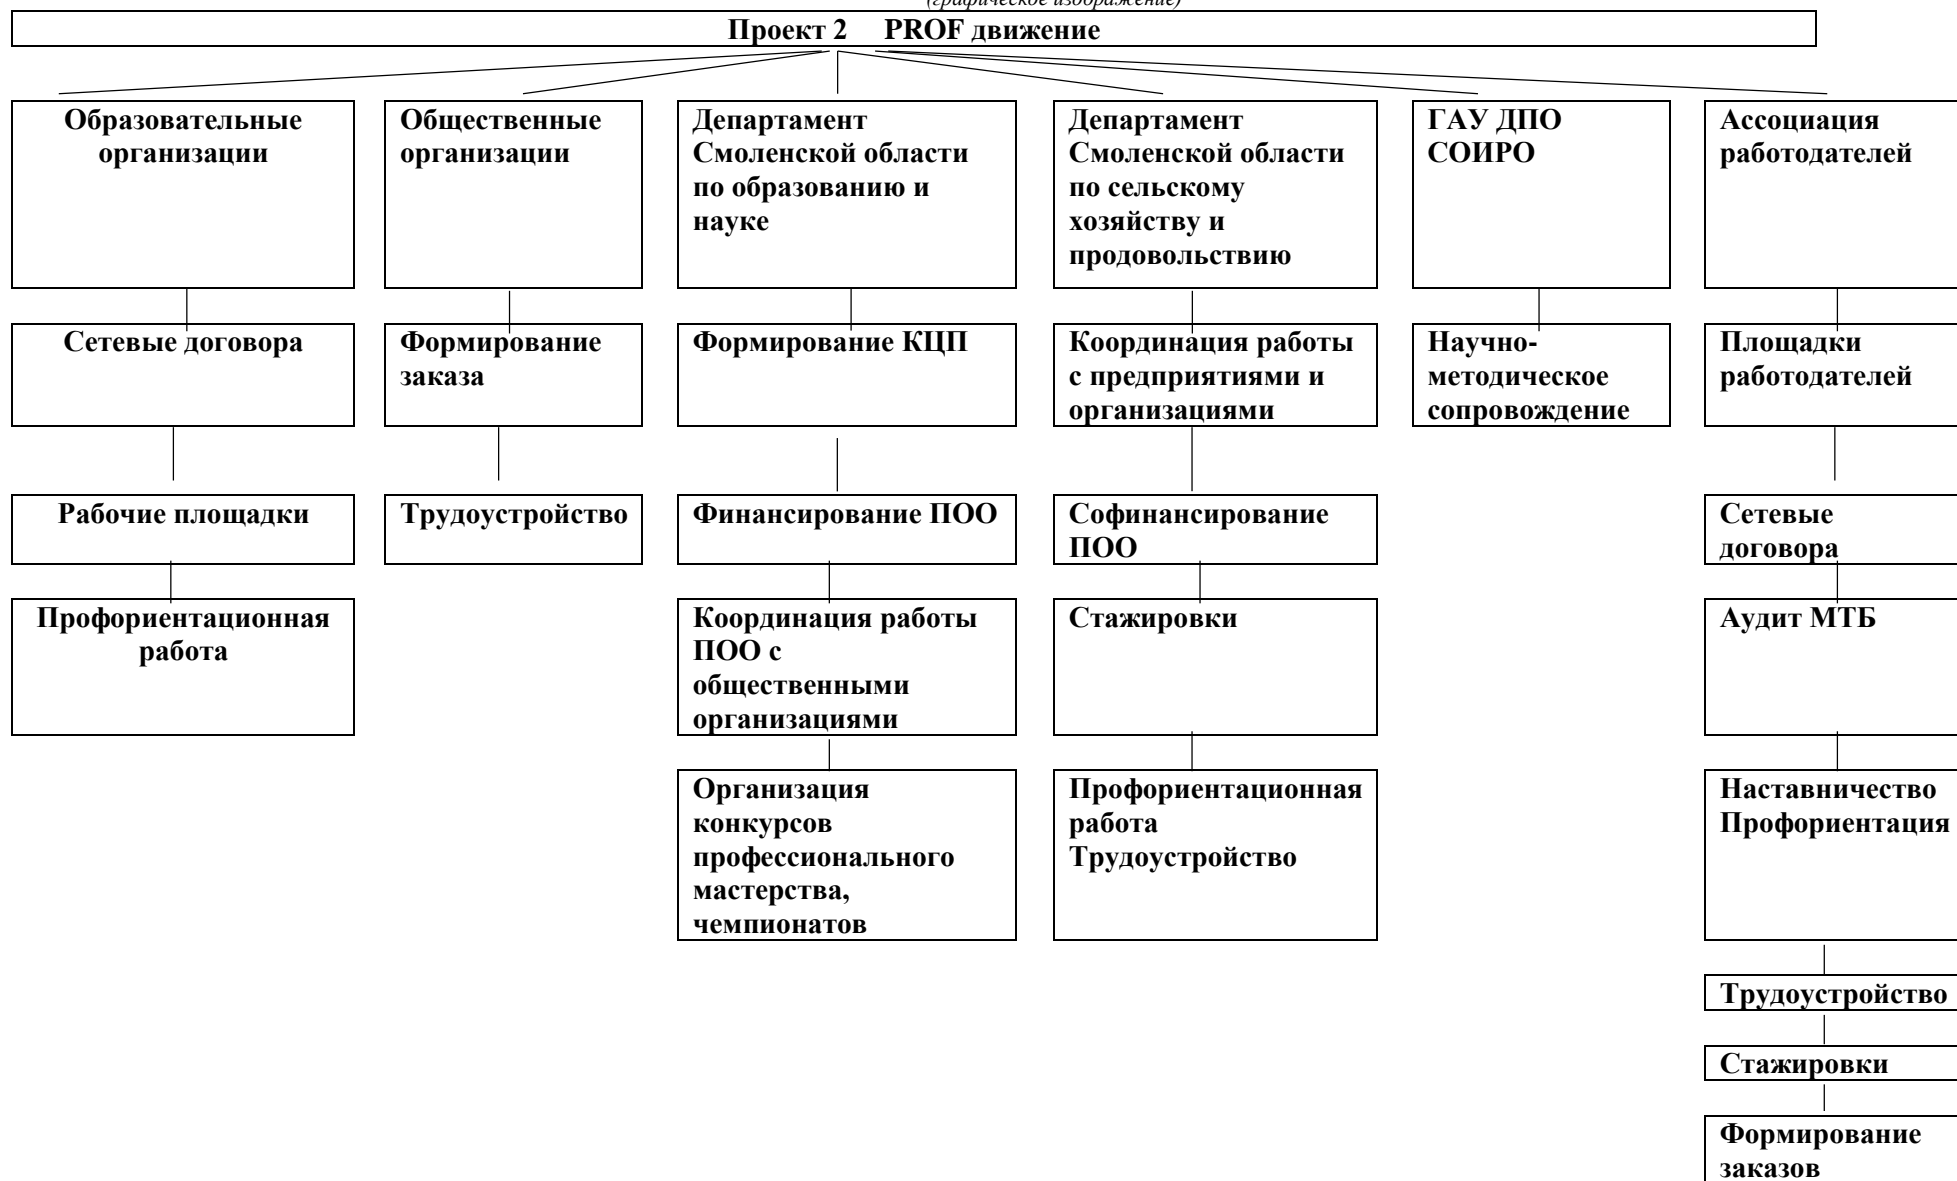 (графическое изображение)
Проект 2 PROF движение
Образовательные
организации
Общественные
организации
Департамент
Смоленской области
по образованию и
науке
Департамент
Смоленской области
по сельскому
хозяйству и
продовольствию
ГАУ ДПО
СОИРО
Ассоциация
работодателей
Сетевые договора
Формирование
заказа
Формирование КЦП
Координация работы
с предприятиями и
организациями
Научно-
методическое
сопровождение
Площадки
работодателей
Рабочие площадки
Трудоустройство
Финансирование ПОО
Софинансирование
ПОО
Сетевые
договора
Профориентационная
работа
Координация работы
ПОО с
общественными
организациями
Стажировки
Аудит МТБ
Организация
конкурсов
профессионального
мастерства,
чемпионатов
Профориентационная
работа
Трудоустройство
Наставничество
Профориентация
Трудоустройство
Стажировки
Формирование
заказов